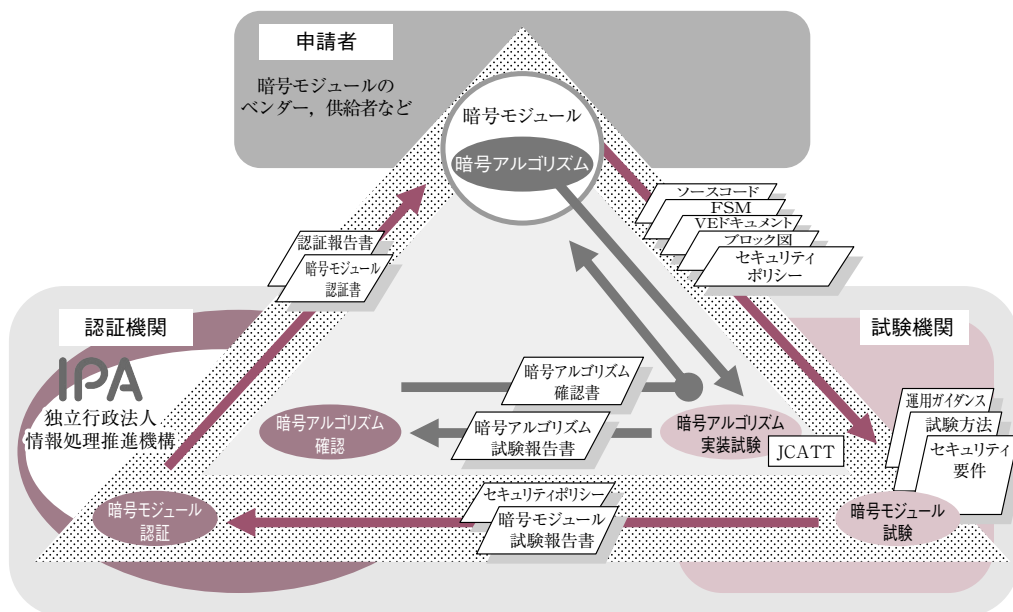 申請者
暗号モジュールの
ベンダー，供給者など
暗号モジュール
暗号アルゴリズム
ソースコード
FSM
VEドキュメント
ブロック図
セキュリティ
ポリシー
認証報告書
暗号モジュール
認証書
認証機関
IPA
独立行政法人
情報処理推進機構
試験機関
暗号アルゴリズム
確認書
暗号アルゴリズム
確認
暗号アルゴリズム
試験報告書
暗号アルゴリズム
実装試験
JCATT
運用ガイダンス
試験方法
セキュリティ
要件
暗号モジュール
認証
セキュリティポリシー
暗号モジュール
試験報告書
暗号モジュール
試験